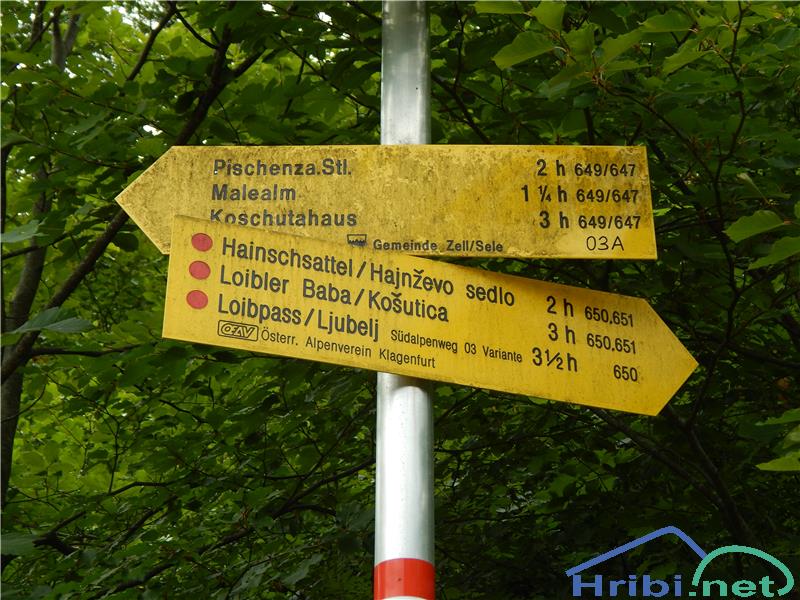 Pischenza.Stl. 2 h 649/647
Malealm 1 ¼ h 649/647
Koschutahaus 3 h 649/647
Gemeinde Zell/Sele 03A
Hainschsattel/Hajnževo sedlo 2 h 650.651
Loibler Baba/Košutica 3 h 650.651
Loibpass/Ljubelj Südalpenweg 03 Variante 3½ h 650
OEAV Österr. Alpenverein Klagenfurt
Hribi.net